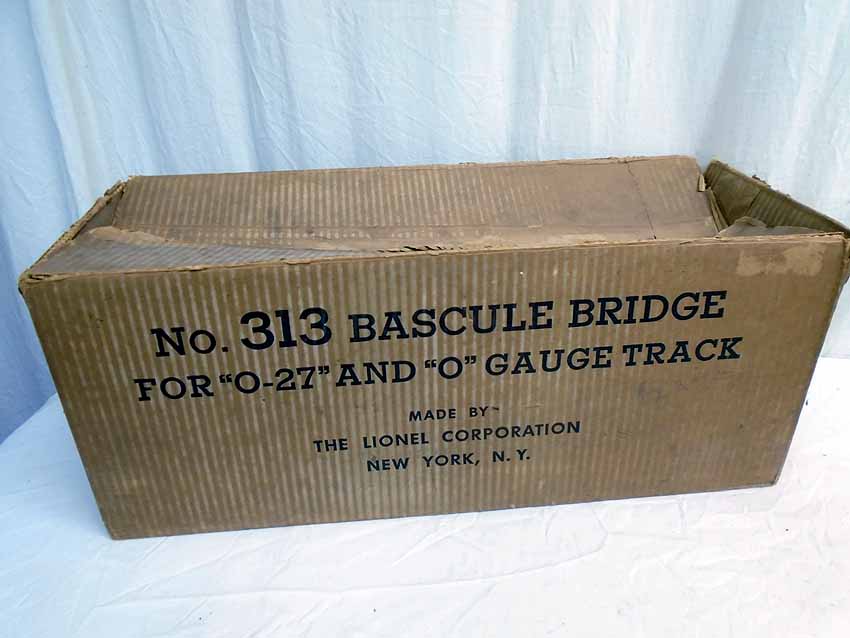 No. 313 BASCULE BRIDGE
FOR "O-27" AND "O" GAUGE TRACK
MADE BY
THE LIONEL CORPORATION
NEW YORK, N. Y.